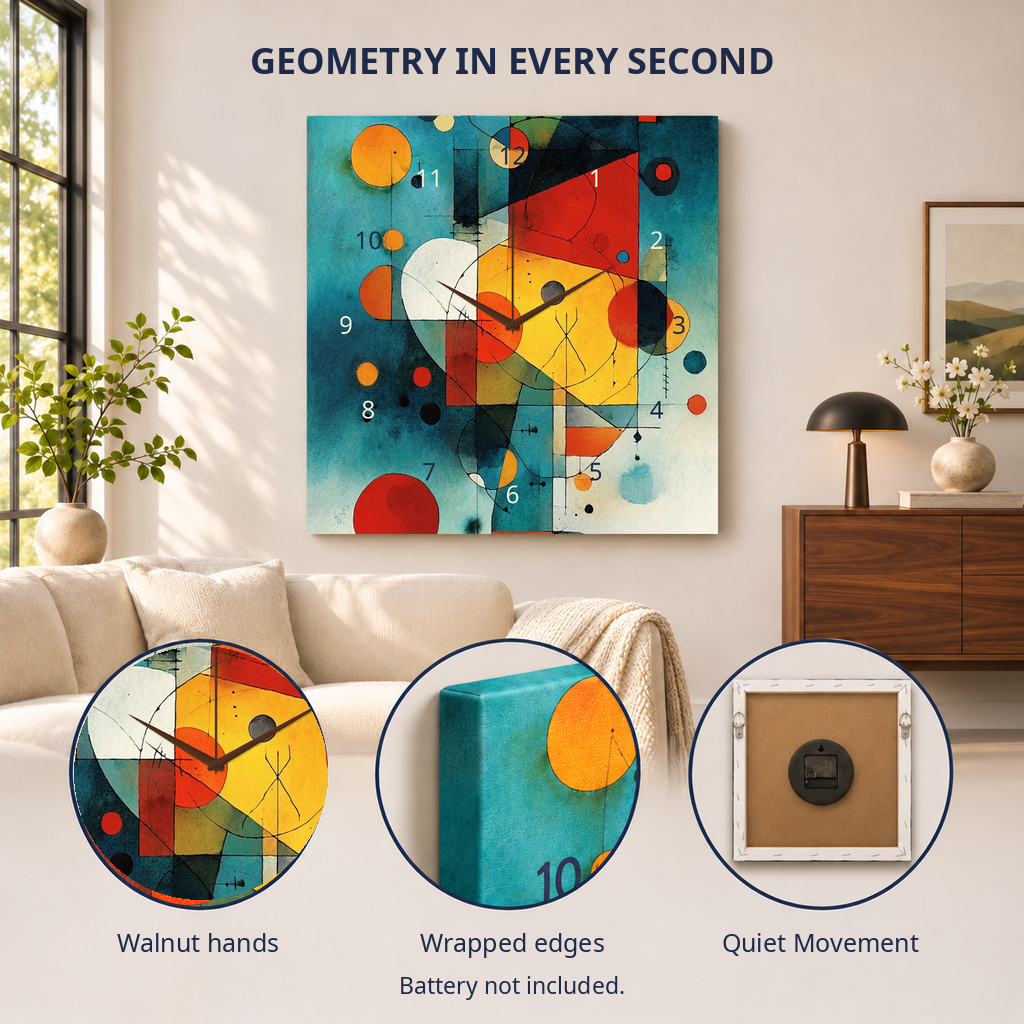 GEOMETRY IN EVERY SECOND
12
11
1
10
2
9
3
8
4
7
5
6
10
Walnut hands
Wrapped edges
Quiet Movement
Battery not included.